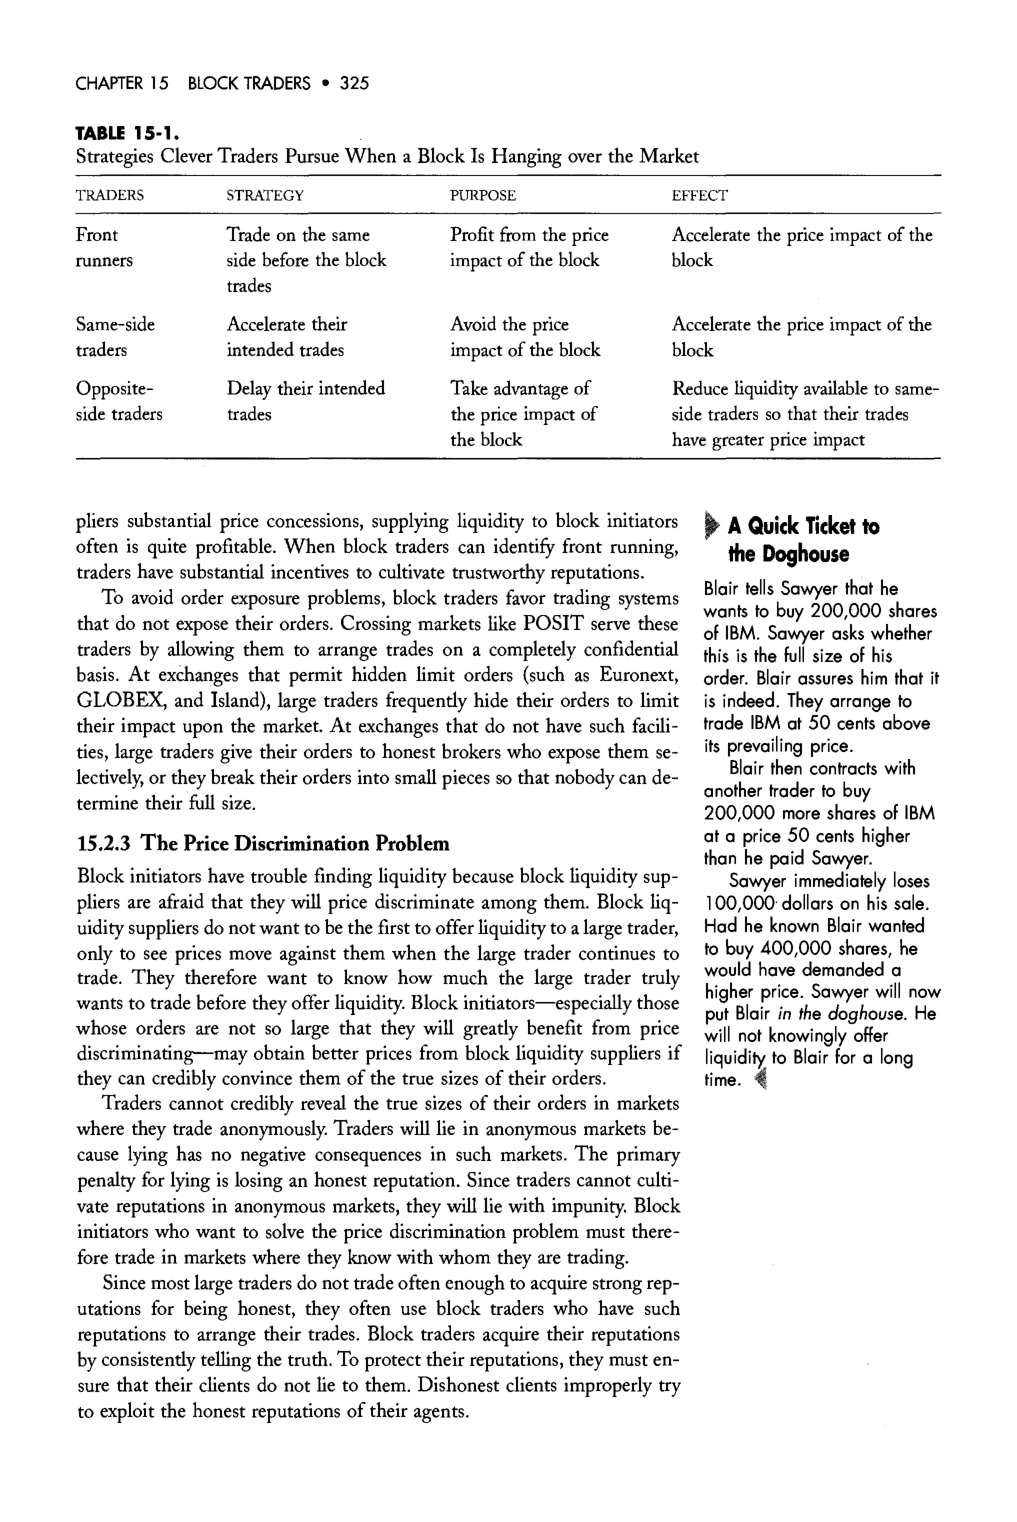 CHAPTER 15 BLOCK TRADERS • 325
TABLE 15-1.
Strategies Clever Traders Pursue When a Block Is Hanging over the Market
TRADERS STRATEGY PURPOSE EFFECT
Front Trade on the same Profit from the price Accelerate the price impact of the
runners side before the block impact of the block block
trades
Same-side Accelerate their Avoid the price Accelerate the price impact of the
traders intended trades impact of the block block
Opposite- Delay their intended Take advantage of Reduce liquidity available to same-
side traders trades the price impact of side traders so that their trades
the block have greater price impact
pliers substantial price concessions, supplying liquidity to block initiators
often is quite profitable. When block traders can identify front running,
traders have substantial incentives to cultivate trustworthy reputations.
To avoid order exposure problems, block traders favor trading systems
that do not expose their orders. Crossing markets like POSIT serve these
traders by allowing them to arrange trades on a completely confidential
basis. At exchanges that permit hidden limit orders (such as Euronext,
GLOBEX, and Island), large traders frequently hide their orders to limit
their impact upon the market. At exchanges that do not have such facili-
ties, large traders give their orders to honest brokers who expose them se-
lectively, or they break their orders into small pieces so that nobody can de-
termine their full size.
15.2.3 The Price Discrimination Problem
Block initiators have trouble finding liquidity because block liquidity sup-
pliers are afraid that they will price discriminate among them. Block liq-
uidity suppliers do not want to be the first to offer liquidity to a large trader,
only to see prices move against them when the large trader continues to
trade. They therefore want to know how much the large trader truly
wants to trade before they offer liquidity. Block initiators—especially those
whose orders are not so large that they will greatly benefit from price
discriminating—may obtain better prices from block liquidity suppliers if
they can credibly convince them of the true sizes of their orders.
Traders cannot credibly reveal the true sizes of their orders in markets
where they trade anonymously. Traders will lie in anonymous markets be-
cause lying has no negative consequences in such markets. The primary
penalty for lying is losing an honest reputation. Since traders cannot culti-
vate reputations in anonymous markets, they will lie with impunity. Block
initiators who want to solve the price discrimination problem must there-
fore trade in markets where they know with whom they are trading.
Since most large traders do not trade often enough to acquire strong rep-
utations for being honest, they often use block traders who have such
reputations to arrange their trades. Block traders acquire their reputations
by consistently telling the truth. To protect their reputations, they must en-
sure that their clients do not lie to them. Dishonest clients improperly try
to exploit the honest reputations of their agents.
A Quick Ticket to
the Doghouse
Blair tells Sawyer that he
wants to buy 200,000 shares
of IBM. Sawyer asks whether
this is the full size of his
order. Blair assures him that it
is indeed. They arrange to
trade IBM at 50 cents above
its prevailing price.
Blair then contracts with
another trader to buy
200,000 more shares of IBM
at a price 50 cents higher
than he paid Sawyer.
Sawyer immediately loses
100,000 dollars on his sale.
Had he known Blair wanted
to buy 400,000 shares, he
would have demanded a
higher price. Sawyer will now
put Blair in the doghouse. He
will not knowingly offer
liquidity to Blair for a long
time.